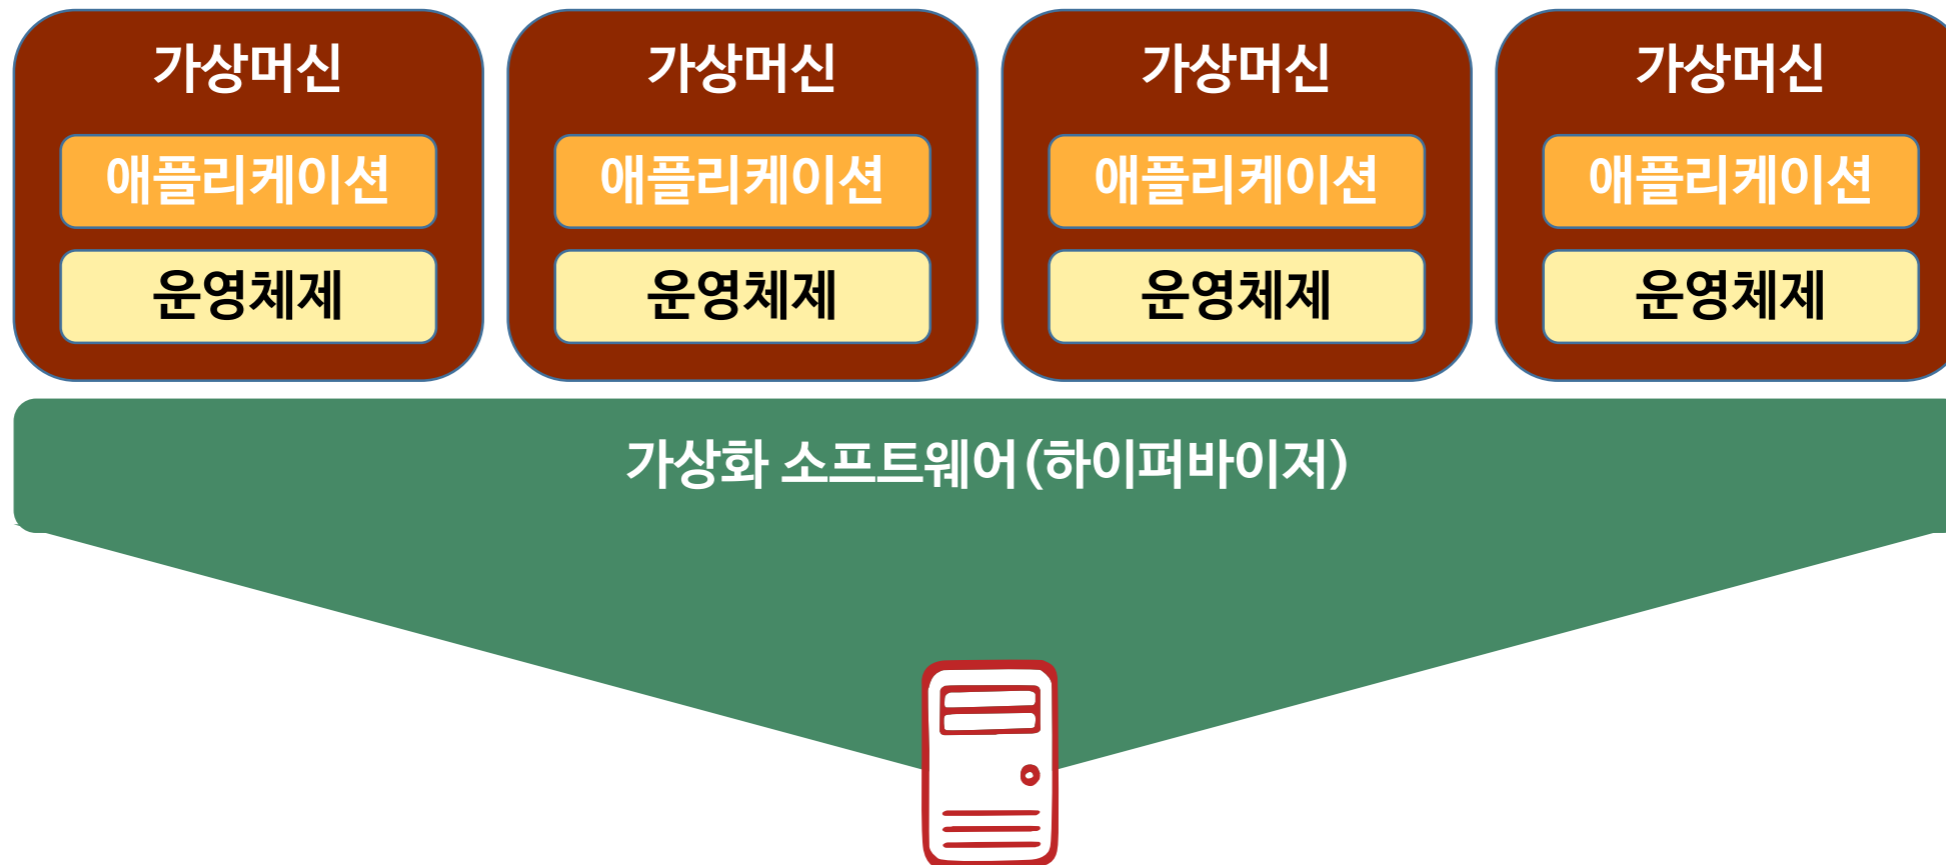 가상머신 가상머신 가상머신 가상머신
애플리케이션 애플리케이션 애플리케이션 애플리케이션
운영체제 운영체제 운영체제 운영체제
가상화 소프트웨어(하이퍼바이저)